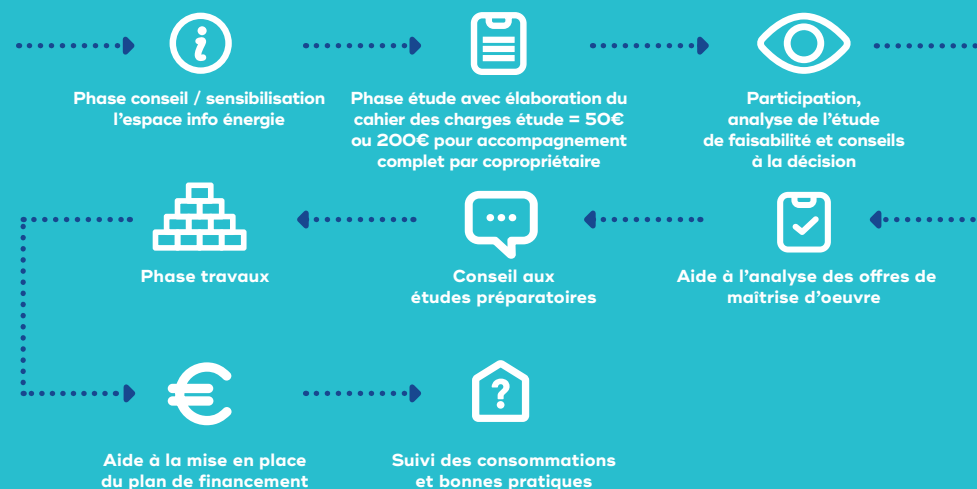 Phase conseil / sensibilisation
l'espace info énergie
Phase étude avec élaboration du
cahier des charges étude = 50€
ou 200€ pour accompagnement
complet par copropriétaire
Participation,
analyse de l'étude
de faisabilité et conseils
à la décision
Aide à l'analyse des offres de
maîtrise d'oeuvre
Conseil aux
études préparatoires
Phase travaux
Aide à la mise en place
du plan de financement
Suivi des consommations
et bonnes pratiques